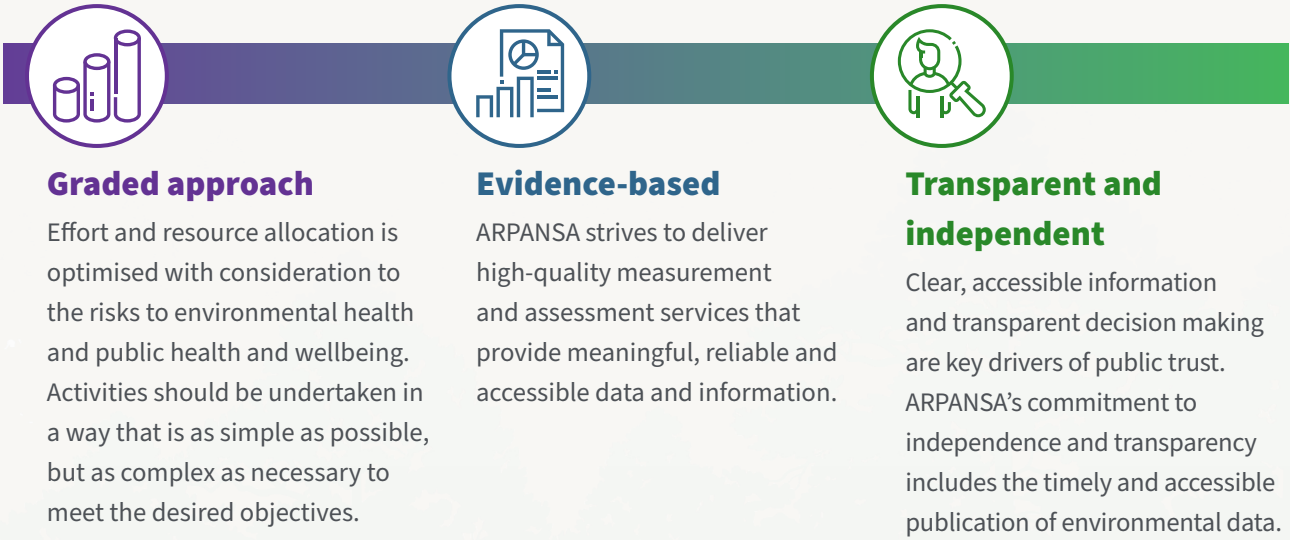 Graded approach
Effort and resource allocation is
optimised with consideration to
the risks to environmental health
and public health and wellbeing.
Activities should be undertaken in
a way that is as simple as possible,
but as complex as necessary to
meet the desired objectives.
Evidence-based
ARPANSA strives to deliver
high-quality measurement
and assessment services that
provide meaningful, reliable and
accessible data and information.
Transparent and
independent
Clear, accessible information
and transparent decision making
are key drivers of public trust.
ARPANSA’s commitment to
independence and transparency
includes the timely and accessible
publication of environmental data.